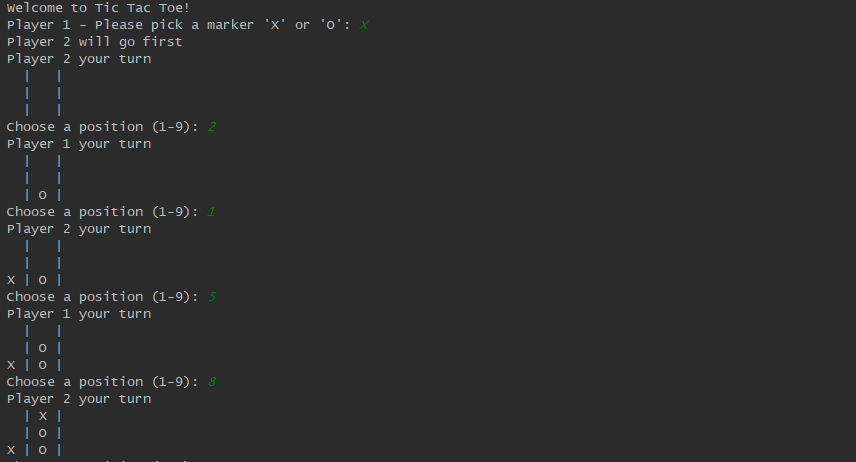 Welcome to Tic Tac Toe!
Player 1 - Please pick a marker 'X' or 'O': X
Player 2 will go first
Player 2 your turn
  |   |
  |   |
  |   |
Choose a position (1-9): 2
Player 1 your turn
  |   |
  |   |
  | O |
Choose a position (1-9): 1
Player 2 your turn
  |   |
  |   |
X | O |
Choose a position (1-9): 5
Player 1 your turn
  |   |
  | O |
X | O |
Choose a position (1-9): 8
Player 2 your turn
  | X |
  | O |
X | O |